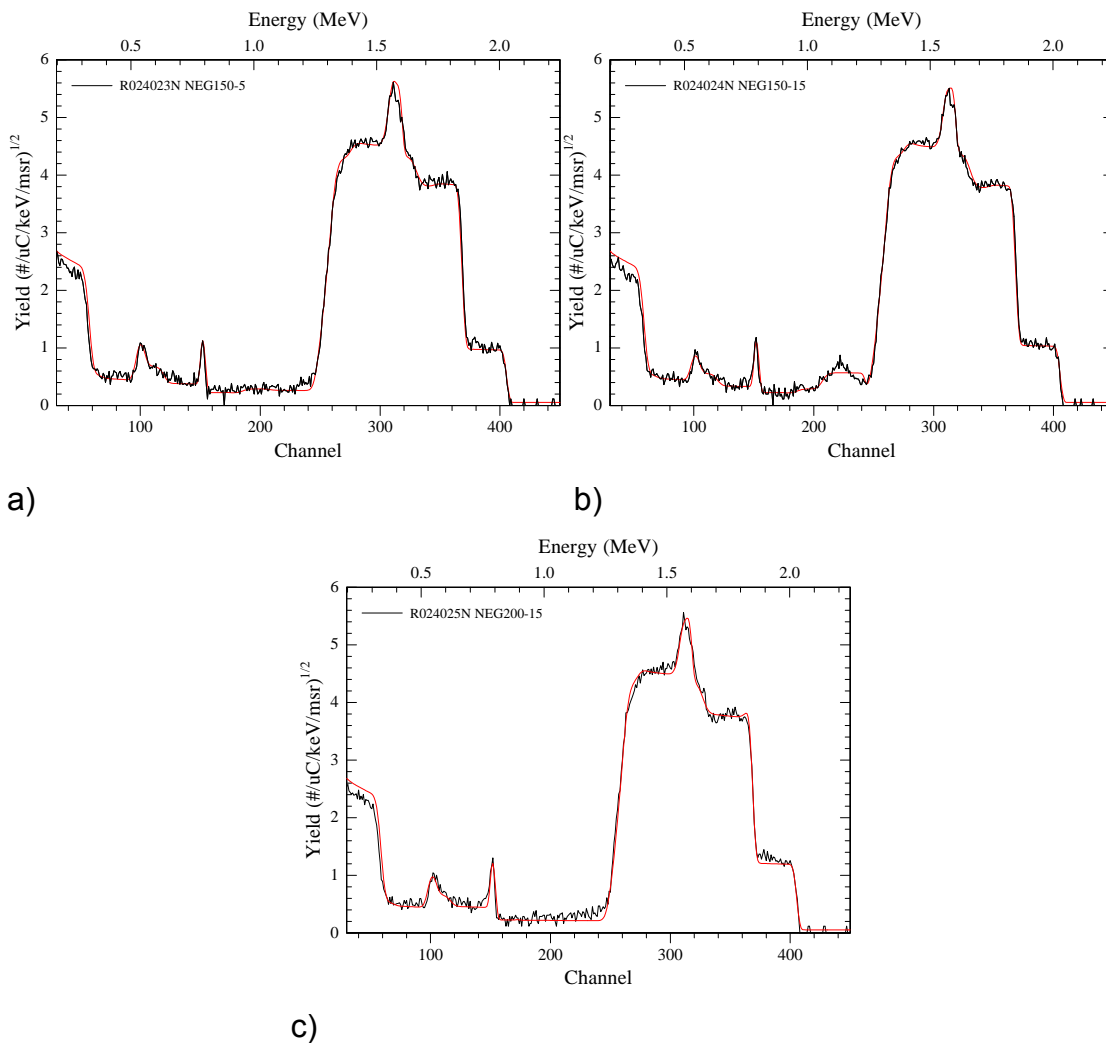 Energy (MeV)
0.5 1.0 1.5 2.0
R024023N NEG150-5
Yield (#/uC/keV/msr)1/2
6
5
4
3
2
1
0
100 200 300 400
Channel
a)
Energy (MeV)
0.5 1.0 1.5 2.0
R024024N NEG150-15
Yield (#/uC/keV/msr)1/2
6
5
4
3
2
1
0
100 200 300 400
Channel
b)
Energy (MeV)
0.5 1.0 1.5 2.0
R024025N NEG200-15
Yield (#/uC/keV/msr)1/2
6
5
4
3
2
1
0
100 200 300 400
Channel
c)